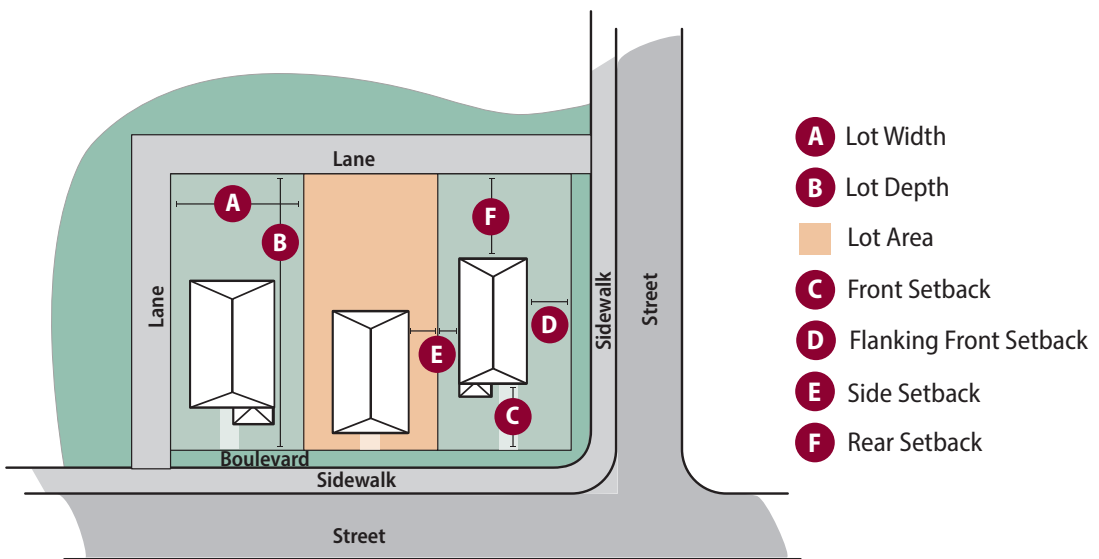 Lane
A
B
F
Lane
D
E
C
Boulevard
Sidewalk
Street
Sidewalk
Street
A Lot Width
B Lot Depth
Lot Area
C Front Setback
D Flanking Front Setback
E Side Setback
F Rear Setback